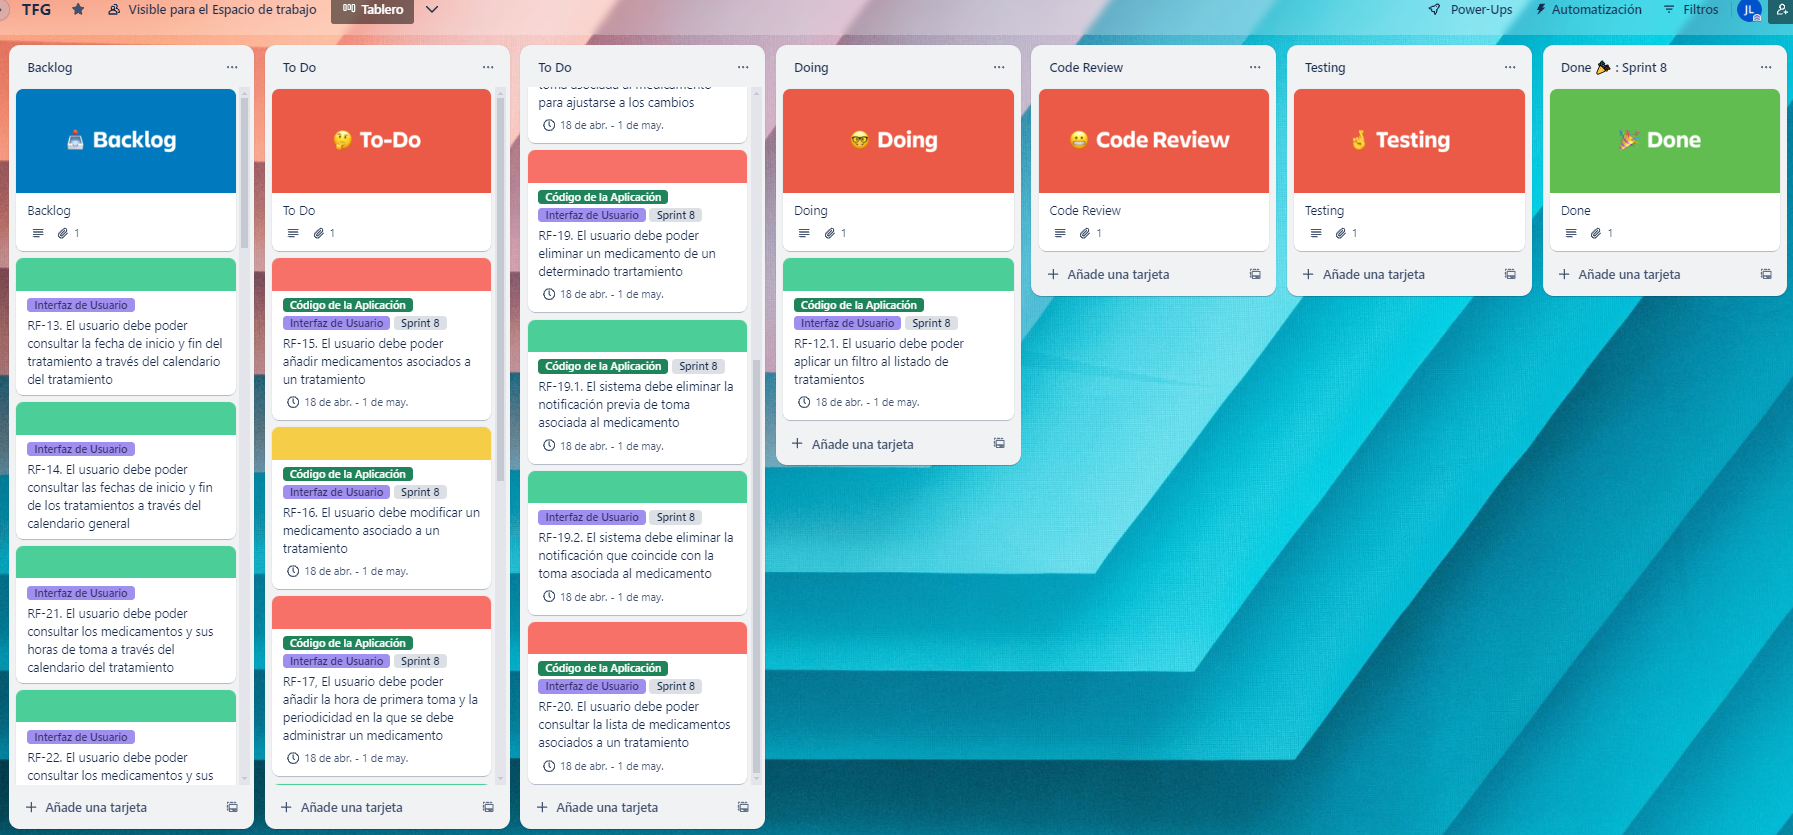 TFG
Visible para el Espacio de trabajo
Tablero
Power-Ups
Automatización
Filtros
JL
Backlog
Backlog
Backlog
1
Interfaz de Usuario
RF-13. El usuario debe poder
consultar la fecha de inicio y fin del
tratamiento a través del calendario
del tratamiento
Interfaz de Usuario
RF-14. El usuario debe poder
consultar las fechas de inicio y fin
de los tratamientos a través del
calendario general
Interfaz de Usuario
RF-21. El usuario debe poder
consultar los medicamentos y sus
horas de toma a través del
calendario del tratamiento
Interfaz de Usuario
RF-22. El usuario debe poder
consultar los medicamentos y sus
Añade una tarjeta
To Do
To-Do
To Do
1
Código de la Aplicación
Interfaz de Usuario
Sprint 8
RF-15. El usuario debe poder
añadir medicamentos asociados a
un tratamiento
18 de abr. - 1 de may.
Código de la Aplicación
Interfaz de Usuario
Sprint 8
RF-16. El usuario debe modificar un
medicamento asociado a un
tratamiento
18 de abr. - 1 de may.
Código de la Aplicación
Interfaz de Usuario
Sprint 8
RF-17, El usuario debe poder
añadir la hora de primera toma y la
periodicidad en la que se debe
administrar un medicamento
18 de abr. - 1 de may.
Añade una tarjeta
To Do
toma asociada al medicamento
para ajustarse a los cambios
18 de abr. - 1 de may.
Código de la Aplicación
Interfaz de Usuario
Sprint 8
RF-19. El usuario debe poder
eliminar un medicamento de un
determinado trartamiento
18 de abr. - 1 de may.
Código de la Aplicación
Sprint 8
RF-19.1. El sistema debe eliminar la
notificación previa de toma
asociada al medicamento
18 de abr. - 1 de may.
Interfaz de Usuario
Sprint 8
RF-19.2. El sistema debe eliminar la
notificación que coincide con la
toma asociada al medicamento
18 de abr. - 1 de may.
Código de la Aplicación
Interfaz de Usuario
Sprint 8
RF-20. El usuario debe poder
consultar la lista de medicamentos
asociados a un tratamiento
18 de abr. - 1 de may.
Añade una tarjeta
Doing
Doing
Doing
1
Código de la Aplicación
Interfaz de Usuario
Sprint 8
RF-12.1. El usuario debe poder
aplicar un filtro al listado de
tratamientos
18 de abr. - 1 de may.
Añade una tarjeta
Code Review
Code Review
Code Review
1
Añade una tarjeta
Testing
Testing
Testing
1
Añade una tarjeta
Done 🎉 : Sprint 8
Done
Done
1
Añade una tarjeta